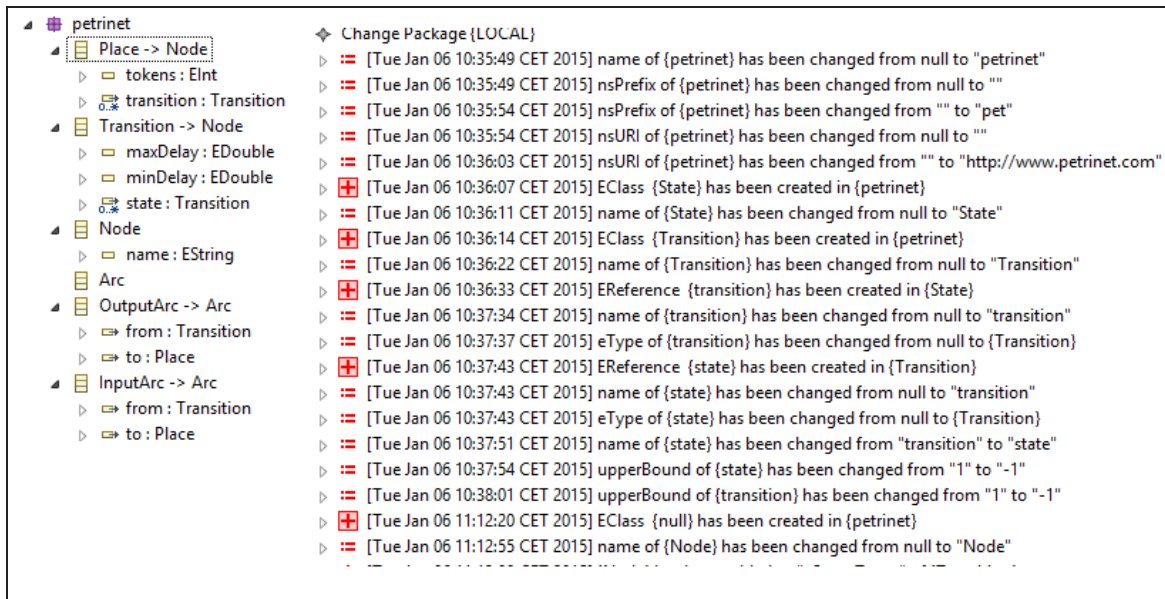 petrinet
Place -> Node
tokens : EInt
0..* transition : Transition
Transition -> Node
maxDelay : EDouble
minDelay : EDouble
0..* state : Transition
Node
name : EString
Arc
OutputArc -> Arc
from : Transition
to : Place
InputArc -> Arc
from : Transition
to : Place
Change Package {LOCAL}
[Tue Jan 06 10:35:49 CET 2015] name of {petrinet} has been changed from null to "petrinet"
[Tue Jan 06 10:35:49 CET 2015] nsPrefix of {petrinet} has been changed from null to ""
[Tue Jan 06 10:35:54 CET 2015] nsPrefix of {petrinet} has been changed from "" to "pet"
[Tue Jan 06 10:35:54 CET 2015] nsURI of {petrinet} has been changed from null to ""
[Tue Jan 06 10:36:03 CET 2015] nsURI of {petrinet} has been changed from "" to "http://www.petrinet.com"
[Tue Jan 06 10:36:07 CET 2015] EClass {State} has been created in {petrinet}
[Tue Jan 06 10:36:11 CET 2015] name of {State} has been changed from null to "State"
[Tue Jan 06 10:36:14 CET 2015] EClass {Transition} has been created in {petrinet}
[Tue Jan 06 10:36:22 CET 2015] name of {Transition} has been changed from null to "Transition"
[Tue Jan 06 10:36:33 CET 2015] EReference {transition} has been created in {State}
[Tue Jan 06 10:37:34 CET 2015] name of {transition} has been changed from null to "transition"
[Tue Jan 06 10:37:37 CET 2015] eType of {transition} has been changed from null to {Transition}
[Tue Jan 06 10:37:43 CET 2015] EReference {state} has been created in {Transition}
[Tue Jan 06 10:37:43 CET 2015] name of {state} has been changed from null to "transition"
[Tue Jan 06 10:37:43 CET 2015] eType of {state} has been changed from null to {Transition}
[Tue Jan 06 10:37:51 CET 2015] name of {state} has been changed from "transition" to "state"
[Tue Jan 06 10:37:54 CET 2015] upperBound of {state} has been changed from "1" to "-1"
[Tue Jan 06 10:38:01 CET 2015] upperBound of {transition} has been changed from "1" to "-1"
[Tue Jan 06 11:12:20 CET 2015] EClass {null} has been created in {petrinet}
[Tue Jan 06 11:12:55 CET 2015] name of {Node} has been changed from null to "Node"